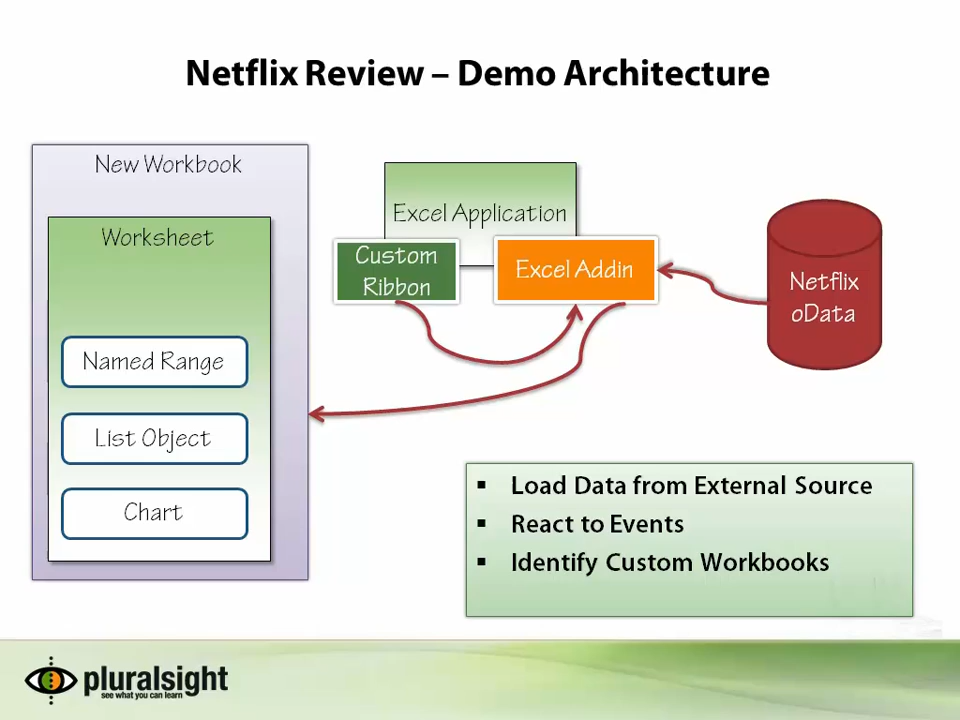 Netflix Review – Demo Architecture
New Workbook
Worksheet
Named Range
List Object
Chart
Excel Application
Custom
Ribbon
Excel Addin
Netflix
oData
▪ Load Data from External Source
▪ React to Events
▪ Identify Custom Workbooks
pluralsight
see what you can learn